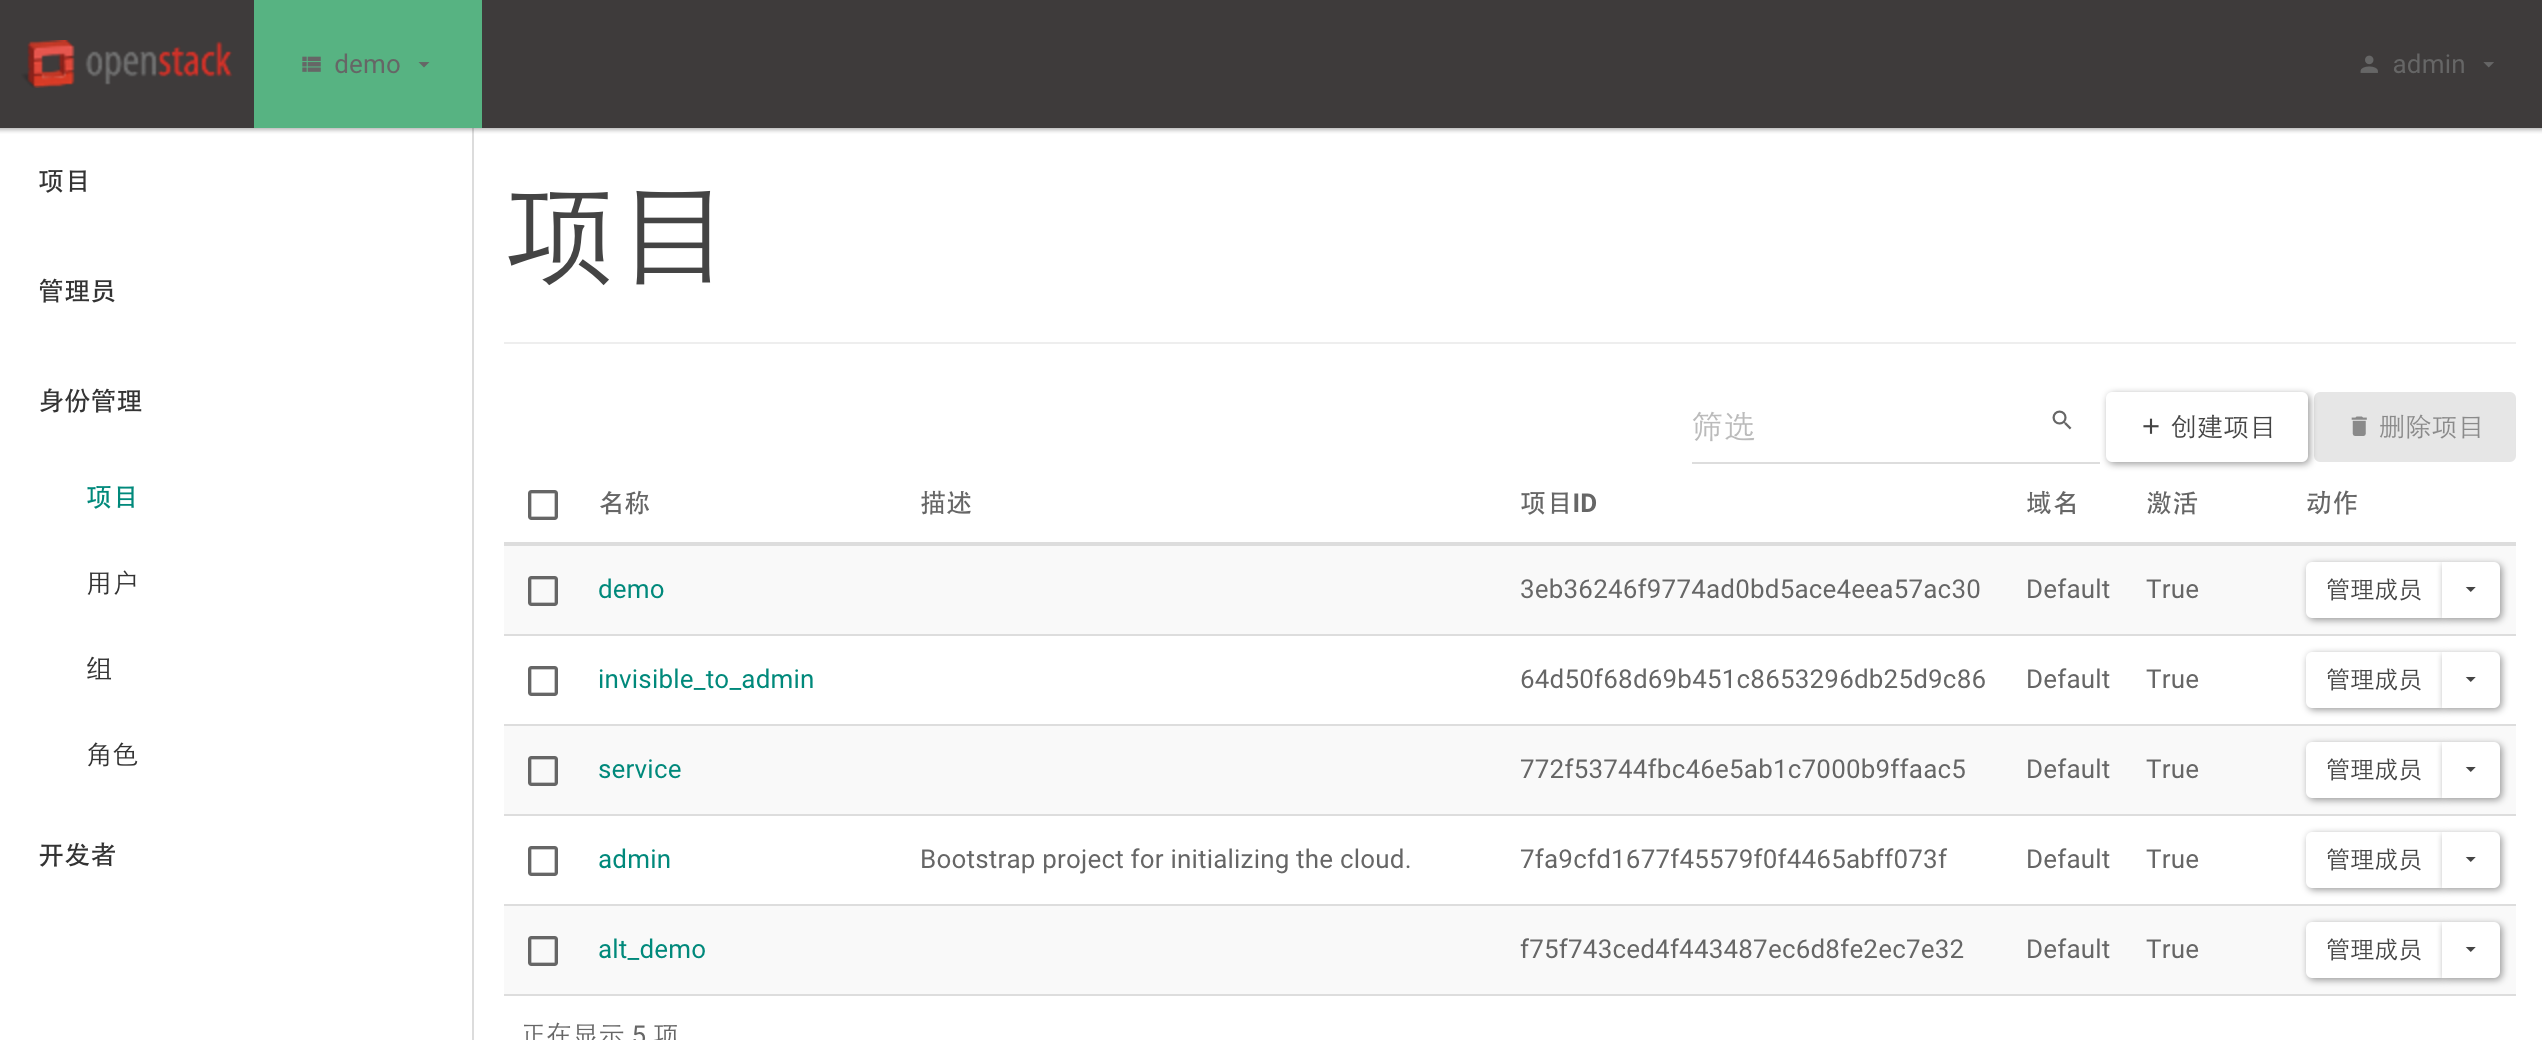 openstack
demo
admin
项目
管理员
身份管理
项目
用户
组
角色
开发者
项目
筛选
创建项目
删除项目
名称 描述 项目ID 域名 激活 动作
demo 3eb36246f9774ad0bd5ace4eea57ac30 Default True 管理成员
invisible_to_admin 64d50f68d69b451c8653296db25d9c86 Default True 管理成员
service 772f53744fbc46e5ab1c7000b9ffaac5 Default True 管理成员
admin Bootstrap project for initializing the cloud. 7fa9cfd1677f45579f0f4465abff073f Default True 管理成员
alt_demo f75f743ced4f443487ec6d8fe2ec7e32 Default True 管理成员
正在显示 5 项